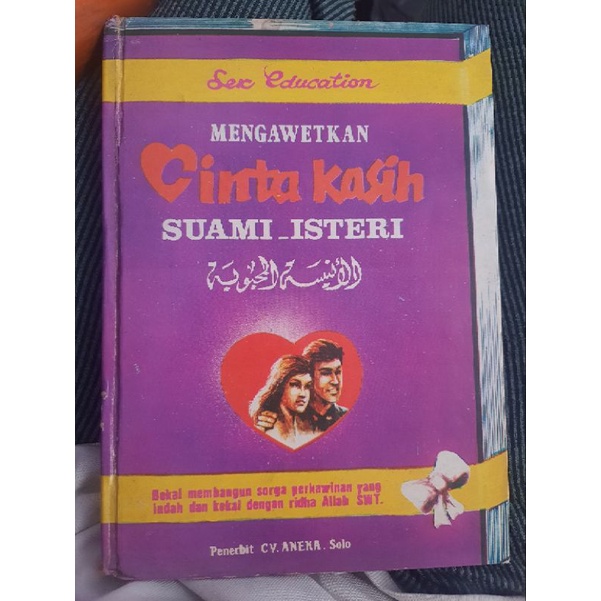 Sex Education
MENGAWETKAN
Cinta Kasih
SUAMI_ISTERI
الأنيسة المحبوبة
Bekal membangun sorga perkawinan yang
indah dan kekal dengan ridha Allah SWT.
Penerbit CV. ANEKA. Solo